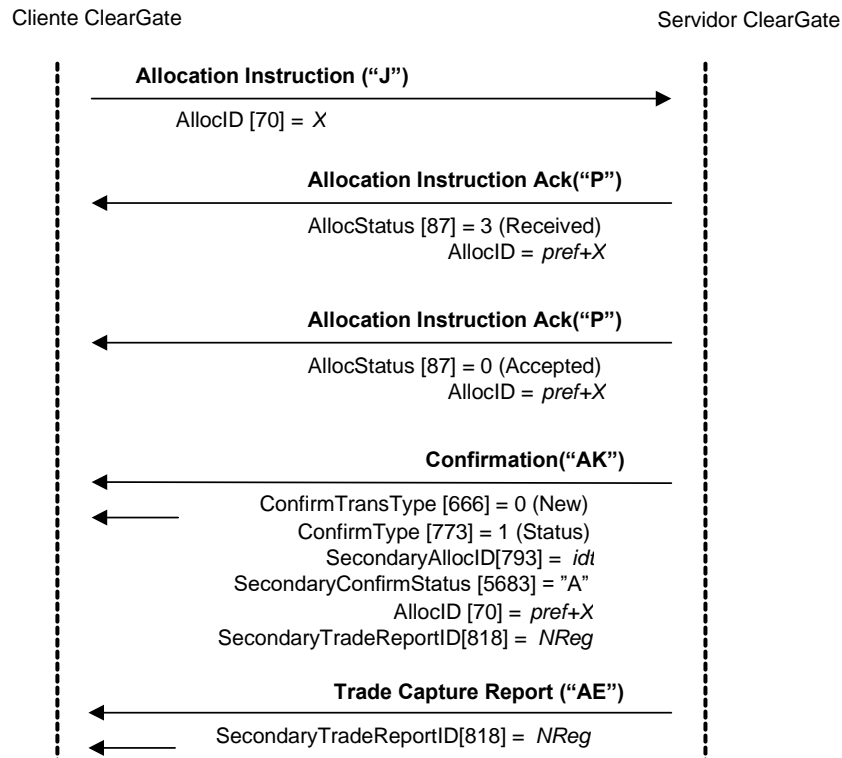 Cliente ClearGate
Servidor ClearGate
Allocation Instruction (“J”)
AllocID [70] = X
Allocation Instruction Ack(“P”)
AllocStatus [87] = 3 (Received)
AllocID = pref+X
Allocation Instruction Ack(“P”)
AllocStatus [87] = 0 (Accepted)
AllocID = pref+X
Confirmation(“AK”)
ConfirmTransType [666] = 0 (New)
ConfirmType [773] = 1 (Status)
SecondaryAllocID[793] = idt
SecondaryConfirmStatus [5683] = ”A”
AllocID [70] = pref+X
SecondaryTradeReportID[818] = NReg
Trade Capture Report (“AE”)
SecondaryTradeReportID[818] = NReg